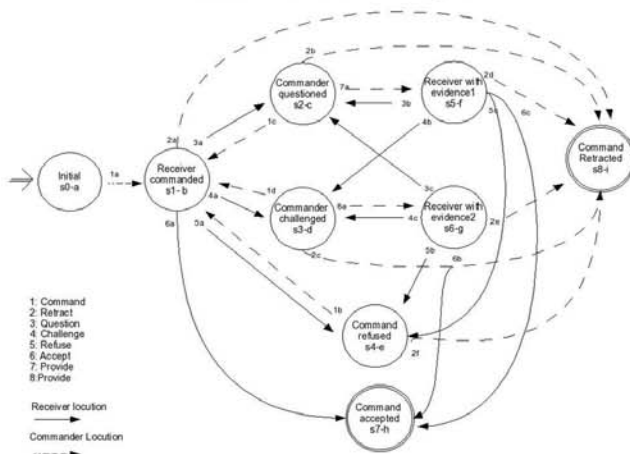 2b
Commander
questioned
s2-c
7a
3b
Receiver with
evidence1
s5-f
2d
5c
6c
Command
Retracted
s8-i
2a
3a
1c
4b
Initial
s0-a
1a
Receiver
commanded
s1-b
1d
4a
Commander
challenged
s3-d
6a
3c
4c
Receiver with
evidence2
s6-g
2e
6a
5a
2c
5b
6b
1b
Command
refused
s4-e
2f
Command
accepted
s7-h
1: Command
2: Retract
3: Question
4: Challenge
5: Refuse
6: Accept
7: Provide
8:Provide
Receiver locution
Commander Locution